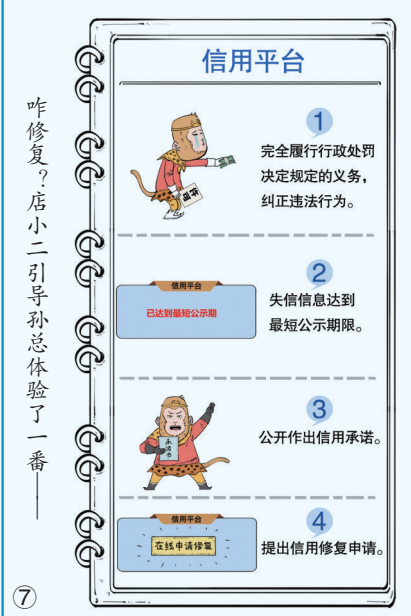 信用平台
咋修复？店小二引导孙总体验了一番——
1
完全履行行政处罚
决定规定的义务，
纠正违法行为。
信用平台
已达到最短公示期
2
失信信息达到
最短公示期限。
3
公开作出信用承诺。
承诺书
信用平台
在线申请修复
4
提出信用修复申请。
⑦